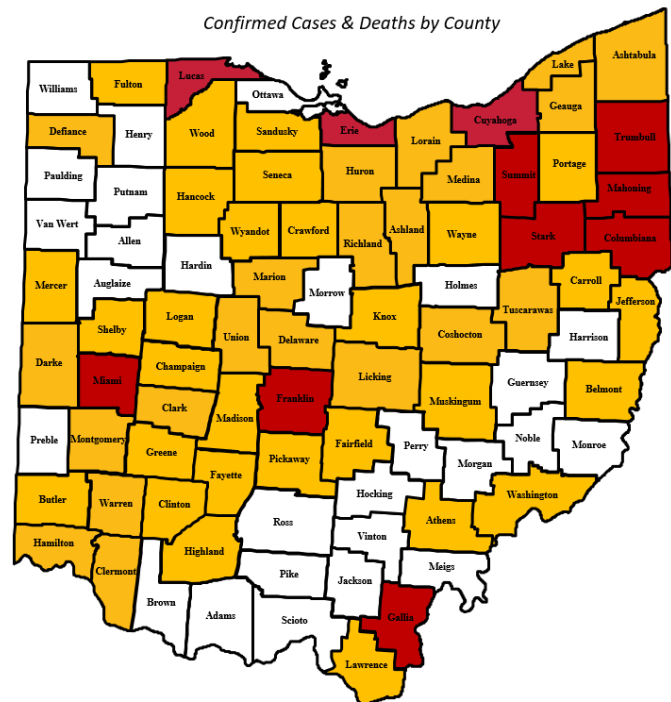 Confirmed Cases & Deaths by County
Williams
Fulton
Lucas
Ottawa
Lake
Ashtabula
Geauga
Cuyahoga
Defiance
Henry
Wood
Sandusky
Erie
Lorain
Trumbull
Paulding
Putnam
Hancock
Seneca
Huron
Medina
Summit
Portage
Mahoning
Van Wert
Allen
Wyandot
Crawford
Richland
Ashland
Wayne
Stark
Columbiana
Mercer
Auglaize
Hardin
Marion
Morrow
Holmes
Tuscarawas
Carroll
Jefferson
Shelby
Logan
Union
Delaware
Knox
Coshocton
Harrison
Darke
Miami
Champaign
Clark
Madison
Franklin
Licking
Muskingum
Guernsey
Belmont
Preble
Montgomery
Greene
Fayette
Pickaway
Fairfield
Perry
Morgan
Noble
Monroe
Butler
Warren
Clinton
Ross
Hocking
Athens
Washington
Hamilton
Clermont
Highland
Vinton
Meigs
Brown
Adams
Pike
Scioto
Jackson
Gallia
Lawrence